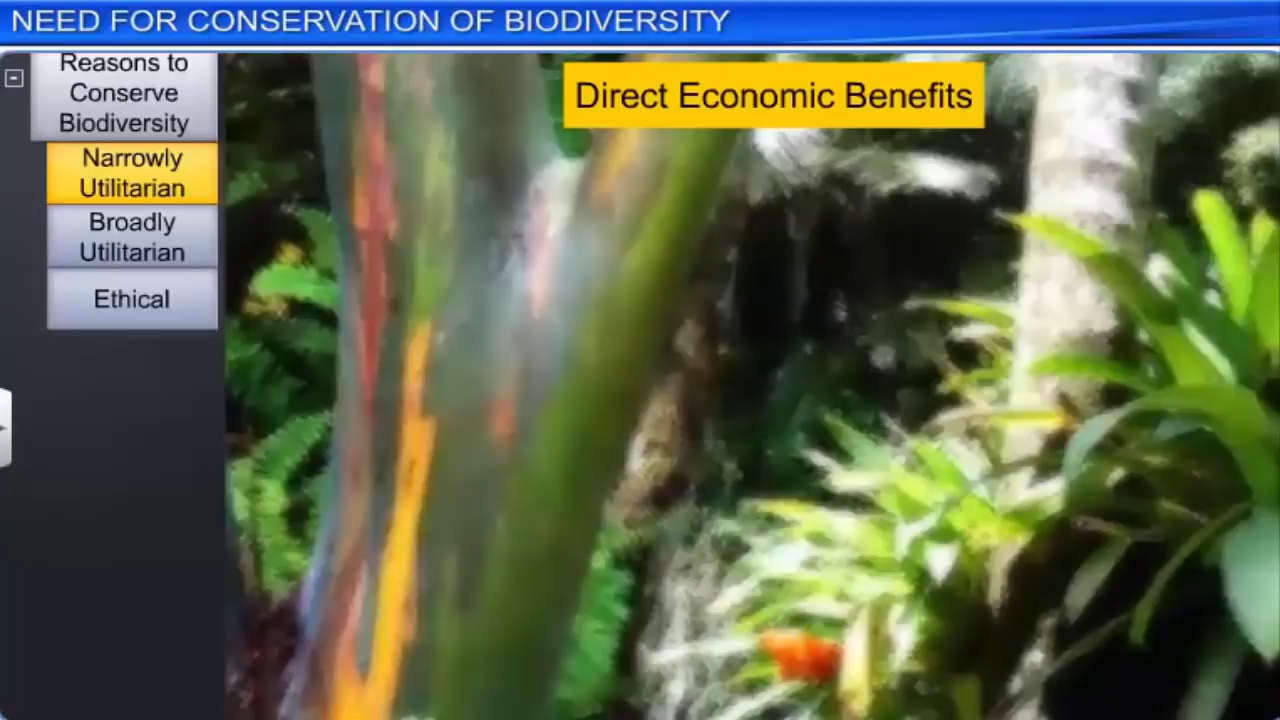 NEED FOR CONSERVATION OF BIODIVERSITY
Reasons to
Conserve
Biodiversity
Narrowly
Utilitarian
Broadly
Utilitarian
Ethical
Direct Economic Benefits